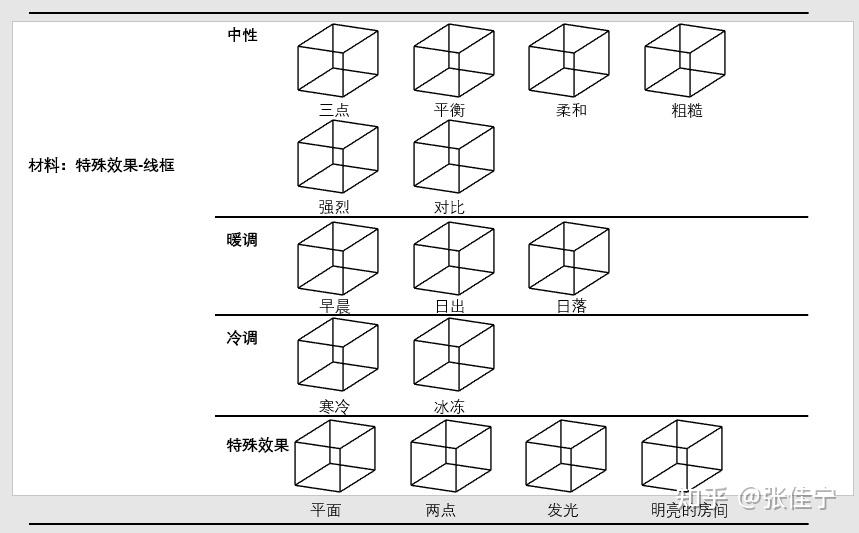 中性
三点 平衡 柔和 粗糙
材料：特殊效果-线框
强烈 对比
暖调
早晨 日出 日落
冷调
寒冷 冰冻
特殊效果
平面 两点 发光 明亮的房间
知乎 @张佳宁